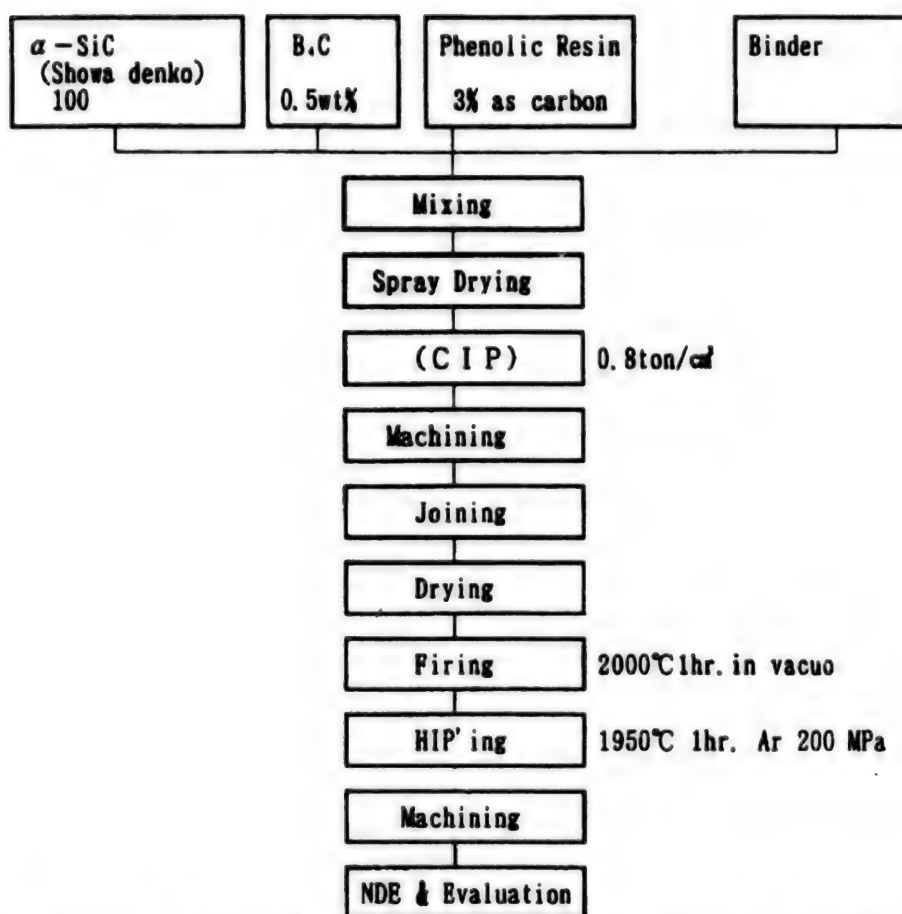 α-SiC
(Showa denko)
100
B₄C
0.5wt%
Phenolic Resin
3% as carbon
Binder
Mixing
Spray Drying
(CIP) 0.8ton/㎠
Machining
Joining
Drying
Firing 2000℃ 1hr. in vacuo
HIP'ing 1950℃ 1hr. Ar 200 MPa
Machining
NDE & Evaluation